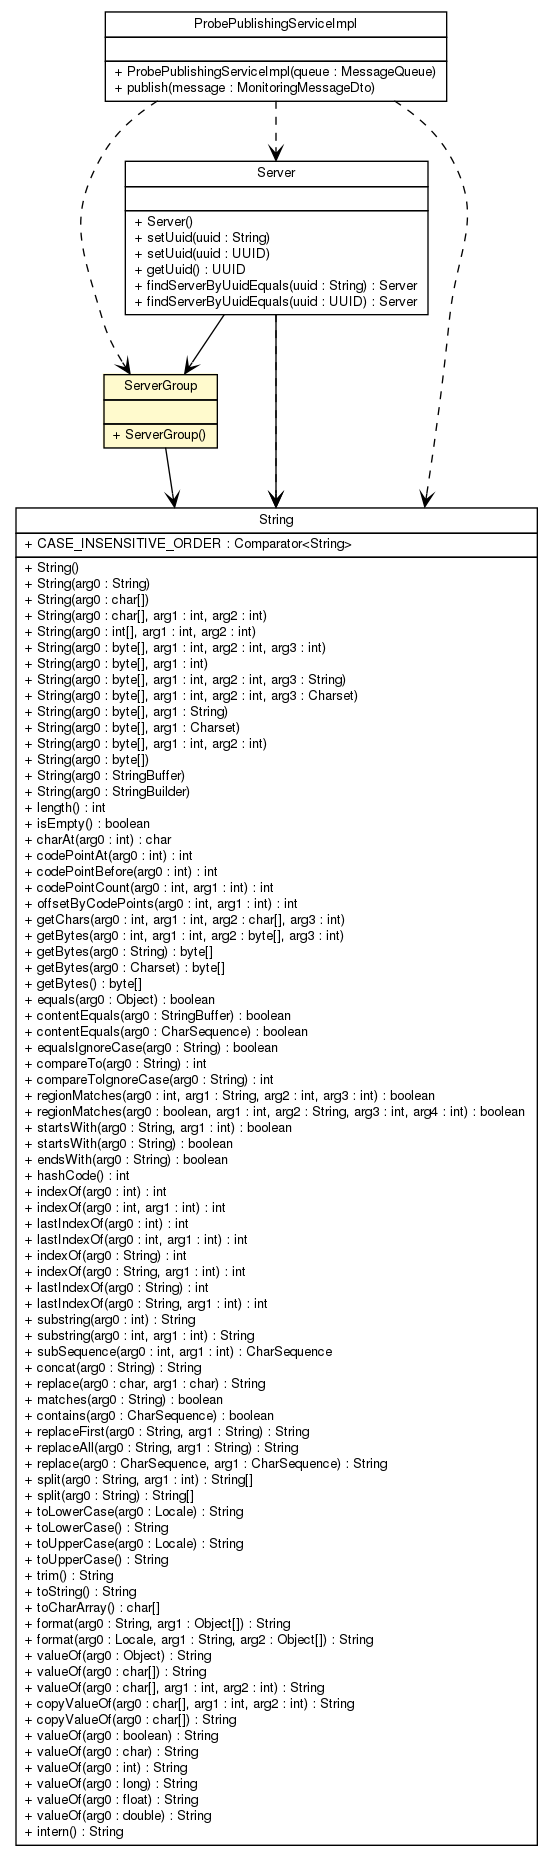 ProbePublishingServiceImpl
+ ProbePublishingServiceImpl(queue : MessageQueue)
+ publish(message : MonitoringMessageDto)
Server
+ Server()
+ setUuid(uuid : String)
+ setUuid(uuid : UUID)
+ getUuid() : UUID
+ findServerByUuidEquals(uuid : String) : Server
+ findServerByUuidEquals(uuid : UUID) : Server
ServerGroup
+ ServerGroup()
String
+ CASE_INSENSITIVE_ORDER : Comparator<String>
+ String()
+ String(arg0 : String)
+ String(arg0 : char[])
+ String(arg0 : char[], arg1 : int, arg2 : int)
+ String(arg0 : int[], arg1 : int, arg2 : int)
+ String(arg0 : byte[], arg1 : int, arg2 : int, arg3 : int)
+ String(arg0 : byte[], arg1 : int)
+ String(arg0 : byte[], arg1 : int, arg2 : int, arg3 : String)
+ String(arg0 : byte[], arg1 : int, arg2 : int, arg3 : Charset)
+ String(arg0 : byte[], arg1 : String)
+ String(arg0 : byte[], arg1 : Charset)
+ String(arg0 : byte[], arg1 : int, arg2 : int)
+ String(arg0 : byte[])
+ String(arg0 : StringBuffer)
+ String(arg0 : StringBuilder)
+ length() : int
+ isEmpty() : boolean
+ charAt(arg0 : int) : char
+ codePointAt(arg0 : int) : int
+ codePointBefore(arg0 : int) : int
+ codePointCount(arg0 : int, arg1 : int) : int
+ offsetByCodePoints(arg0 : int, arg1 : int) : int
+ getChars(arg0 : int, arg1 : int, arg2 : char[], arg3 : int)
+ getBytes(arg0 : int, arg1 : int, arg2 : byte[], arg3 : int)
+ getBytes(arg0 : String) : byte[]
+ getBytes(arg0 : Charset) : byte[]
+ getBytes() : byte[]
+ equals(arg0 : Object) : boolean
+ contentEquals(arg0 : StringBuffer) : boolean
+ contentEquals(arg0 : CharSequence) : boolean
+ equalsIgnoreCase(arg0 : String) : boolean
+ compareTo(arg0 : String) : int
+ compareToIgnoreCase(arg0 : String) : int
+ regionMatches(arg0 : int, arg1 : String, arg2 : int, arg3 : int) : boolean
+ regionMatches(arg0 : boolean, arg1 : int, arg2 : String, arg3 : int, arg4 : int) : boolean
+ startsWith(arg0 : String, arg1 : int) : boolean
+ startsWith(arg0 : String) : boolean
+ endsWith(arg0 : String) : boolean
+ hashCode() : int
+ indexOf(arg0 : int) : int
+ indexOf(arg0 : int, arg1 : int) : int
+ lastIndexOf(arg0 : int) : int
+ lastIndexOf(arg0 : int, arg1 : int) : int
+ indexOf(arg0 : String) : int
+ indexOf(arg0 : String, arg1 : int) : int
+ lastIndexOf(arg0 : String) : int
+ lastIndexOf(arg0 : String, arg1 : int) : int
+ substring(arg0 : int) : String
+ substring(arg0 : int, arg1 : int) : String
+ subSequence(arg0 : int, arg1 : int) : CharSequence
+ concat(arg0 : String) : String
+ replace(arg0 : char, arg1 : char) : String
+ matches(arg0 : String) : boolean
+ contains(arg0 : CharSequence) : boolean
+ replaceFirst(arg0 : String, arg1 : String) : String
+ replaceAll(arg0 : String, arg1 : String) : String
+ replace(arg0 : CharSequence, arg1 : CharSequence) : String
+ split(arg0 : String, arg1 : int) : String[]
+ split(arg0 : String) : String[]
+ toLowerCase(arg0 : Locale) : String
+ toLowerCase() : String
+ toUpperCase(arg0 : Locale) : String
+ toUpperCase() : String
+ trim() : String
+ toString() : String
+ toCharArray() : char[]
+ format(arg0 : String, arg1 : Object[]) : String
+ format(arg0 : Locale, arg1 : String, arg2 : Object[]) : String
+ valueOf(arg0 : Object) : String
+ valueOf(arg0 : char[]) : String
+ valueOf(arg0 : char[], arg1 : int, arg2 : int) : String
+ copyValueOf(arg0 : char[], arg1 : int, arg2 : int) : String
+ copyValueOf(arg0 : char[]) : String
+ valueOf(arg0 : boolean) : String
+ valueOf(arg0 : char) : String
+ valueOf(arg0 : int) : String
+ valueOf(arg0 : long) : String
+ valueOf(arg0 : float) : String
+ valueOf(arg0 : double) : String
+ intern() : String